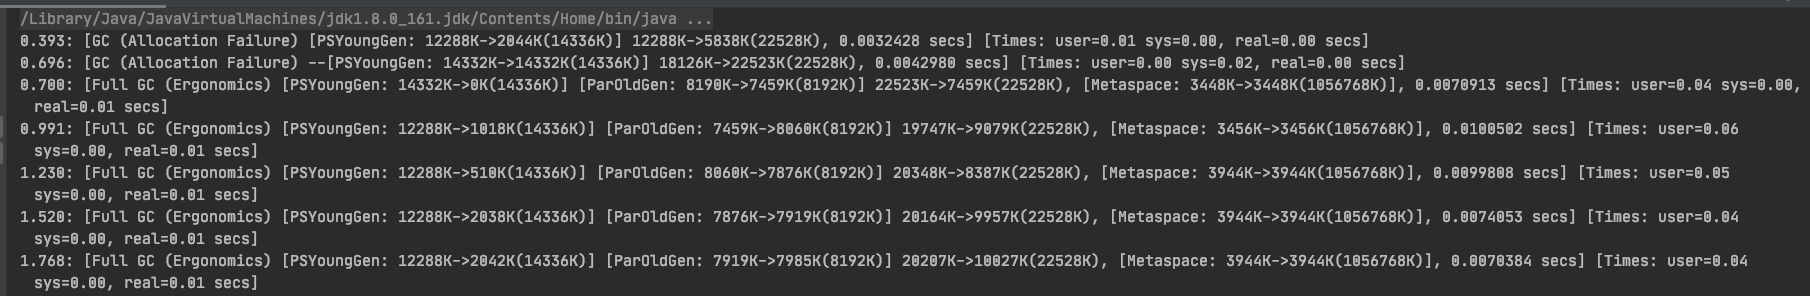 /Library/Java/JavaVirtualMachines/jdk1.8.0_161.jdk/Contents/Home/bin/java ...
0.393: [GC (Allocation Failure) [PSYoungGen: 12288K->2044K(14336K)] 12288K->5838K(22528K), 0.0032428 secs] [Times: user=0.01 sys=0.00, real=0.00 secs]
0.696: [GC (Allocation Failure) --[PSYoungGen: 14332K->14332K(14336K)] 18126K->22523K(22528K), 0.0042980 secs] [Times: user=0.00 sys=0.02, real=0.00 secs]
0.700: [Full GC (Ergonomics) [PSYoungGen: 14332K->0K(14336K)] [ParOldGen: 8190K->7459K(8192K)] 22523K->7459K(22528K), [Metaspace: 3448K->3448K(1056768K)], 0.0070913 secs] [Times: user=0.04 sys=0.00,
real=0.01 secs]
0.991: [Full GC (Ergonomics) [PSYoungGen: 12288K->1018K(14336K)] [ParOldGen: 7459K->8060K(8192K)] 19747K->9079K(22528K), [Metaspace: 3456K->3456K(1056768K)], 0.0100502 secs] [Times: user=0.06
sys=0.00, real=0.01 secs]
1.230: [Full GC (Ergonomics) [PSYoungGen: 12288K->510K(14336K)] [ParOldGen: 8060K->7876K(8192K)] 20348K->8387K(22528K), [Metaspace: 3944K->3944K(1056768K)], 0.0099808 secs] [Times: user=0.05
sys=0.00, real=0.01 secs]
1.520: [Full GC (Ergonomics) [PSYoungGen: 12288K->2038K(14336K)] [ParOldGen: 7876K->7919K(8192K)] 20164K->9957K(22528K), [Metaspace: 3944K->3944K(1056768K)], 0.0074053 secs] [Times: user=0.04
sys=0.00, real=0.01 secs]
1.768: [Full GC (Ergonomics) [PSYoungGen: 12288K->2042K(14336K)] [ParOldGen: 7919K->7985K(8192K)] 20207K->10027K(22528K), [Metaspace: 3944K->3944K(1056768K)], 0.0070384 secs] [Times: user=0.04
sys=0.00, real=0.01 secs]